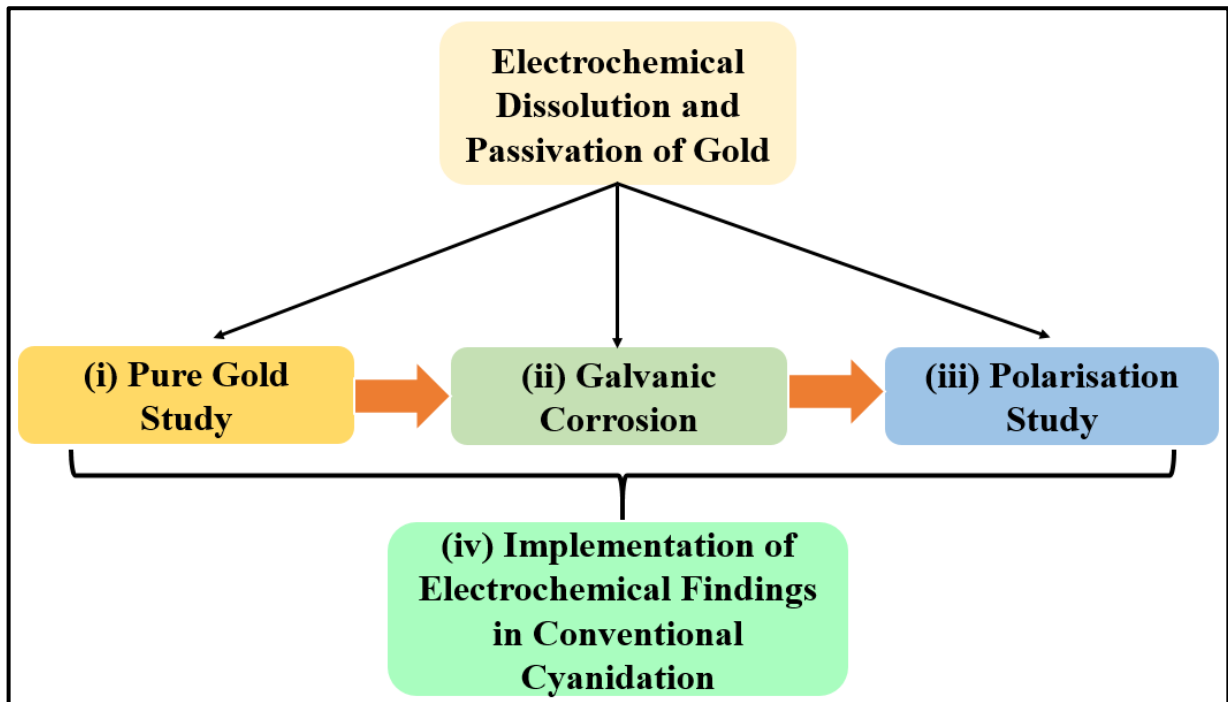 Electrochemical
Dissolution and
Passivation of Gold
(i) Pure Gold
Study
(ii) Galvanic
Corrosion
(iii) Polarisation
Study
(iv) Implementation of
Electrochemical Findings
in Conventional
Cyanidation